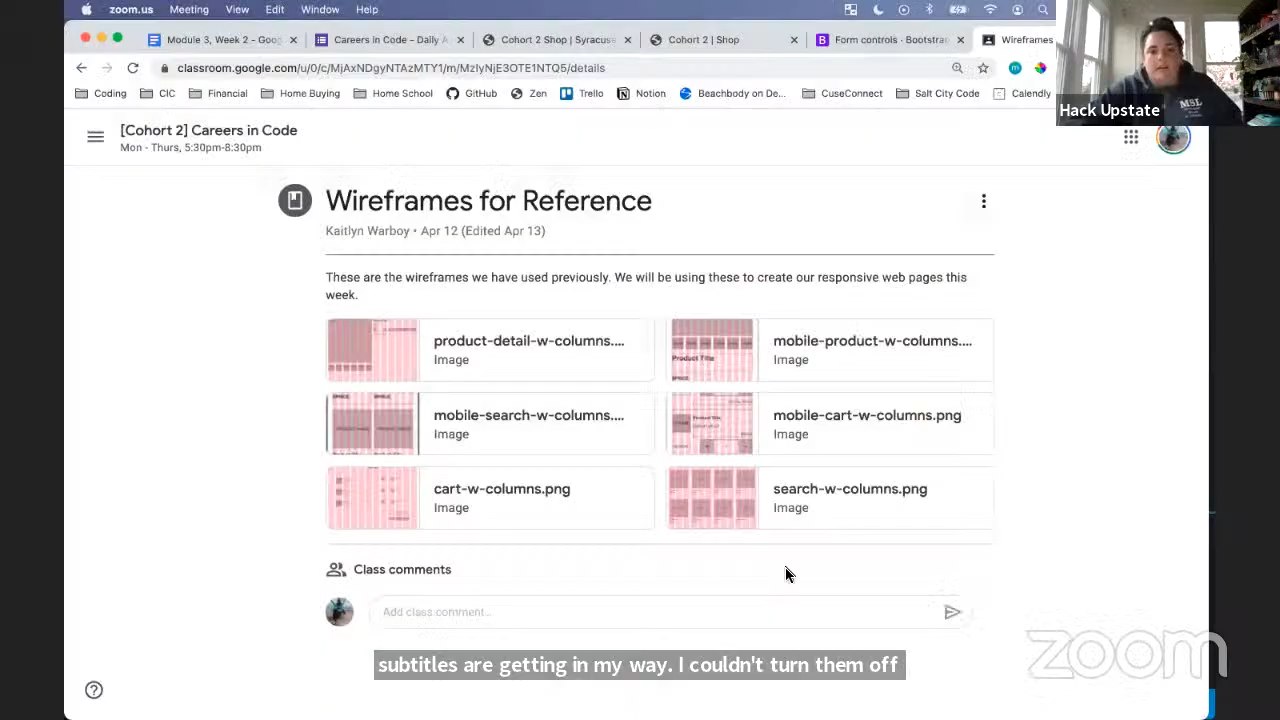 zoom.us Meeting View Edit Window Help
Module 3, Week 2 - Goog
Careers in Code - Daily A
Cohort 2 Shop | Syracuse
Cohort 2 | Shop
Form controls · Bootstrap
Wireframes
classroom.google.com/u/0/c/MjAxNDgyNTAzMTY1/m/MzIyNjE3OTE1NTQ5/details
Coding CIC Financial Home Buying Home School GitHub Zen Trello Notion Beachbody on De... CuseConnect Salt City Code Calendly
MSL
Hack Upstate
[Cohort 2] Careers in Code
Mon - Thurs, 5:30pm-8:30pm
Wireframes for Reference
Kaitlyn Warboy • Apr 12 (Edited Apr 13)
These are the wireframes we have used previously. We will be using these to create our responsive web pages this
week.
product-detail-w-columns....
Image
mobile-product-w-columns....
Image
Product Title
mobile-search-w-columns....
Image
mobile-cart-w-columns.png
Image
cart-w-columns.png
Image
search-w-columns.png
Image
Class comments
Add class comment...
subtitles are getting in my way. I couldn't turn them off
zoom